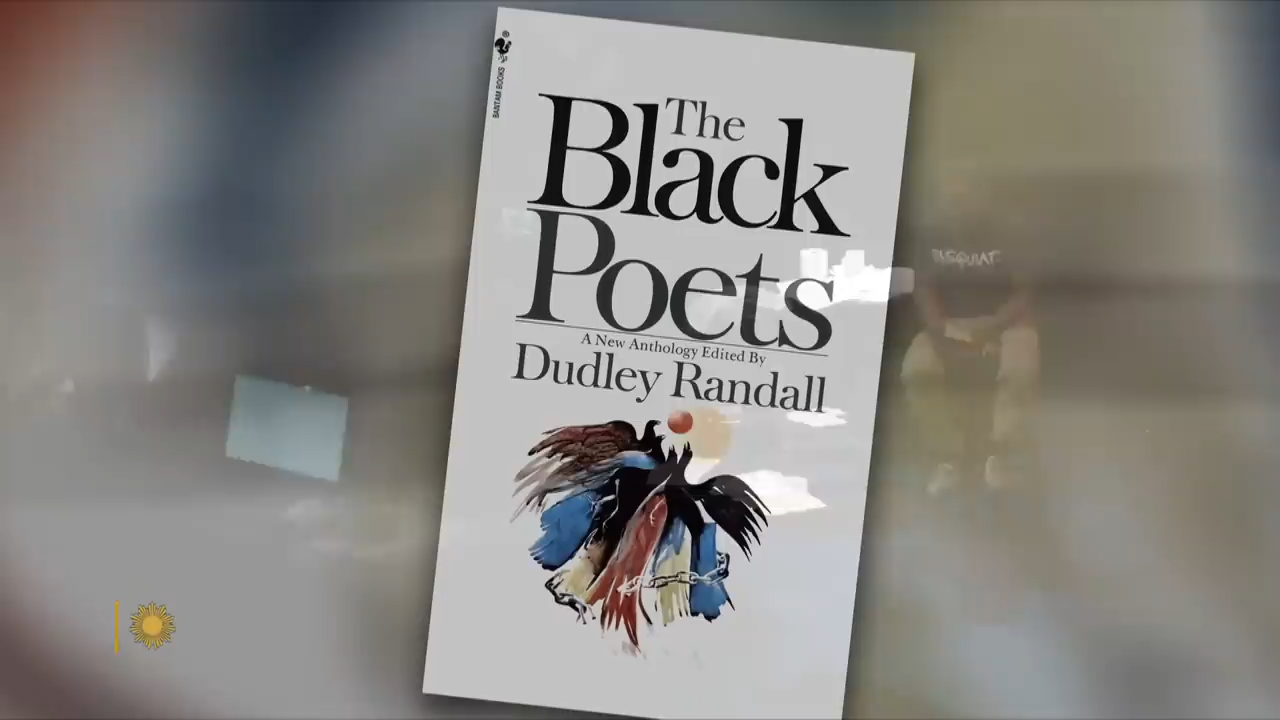 BANTAM BOOKS
The
Black
Poets
A New Anthology Edited By
Dudley Randall